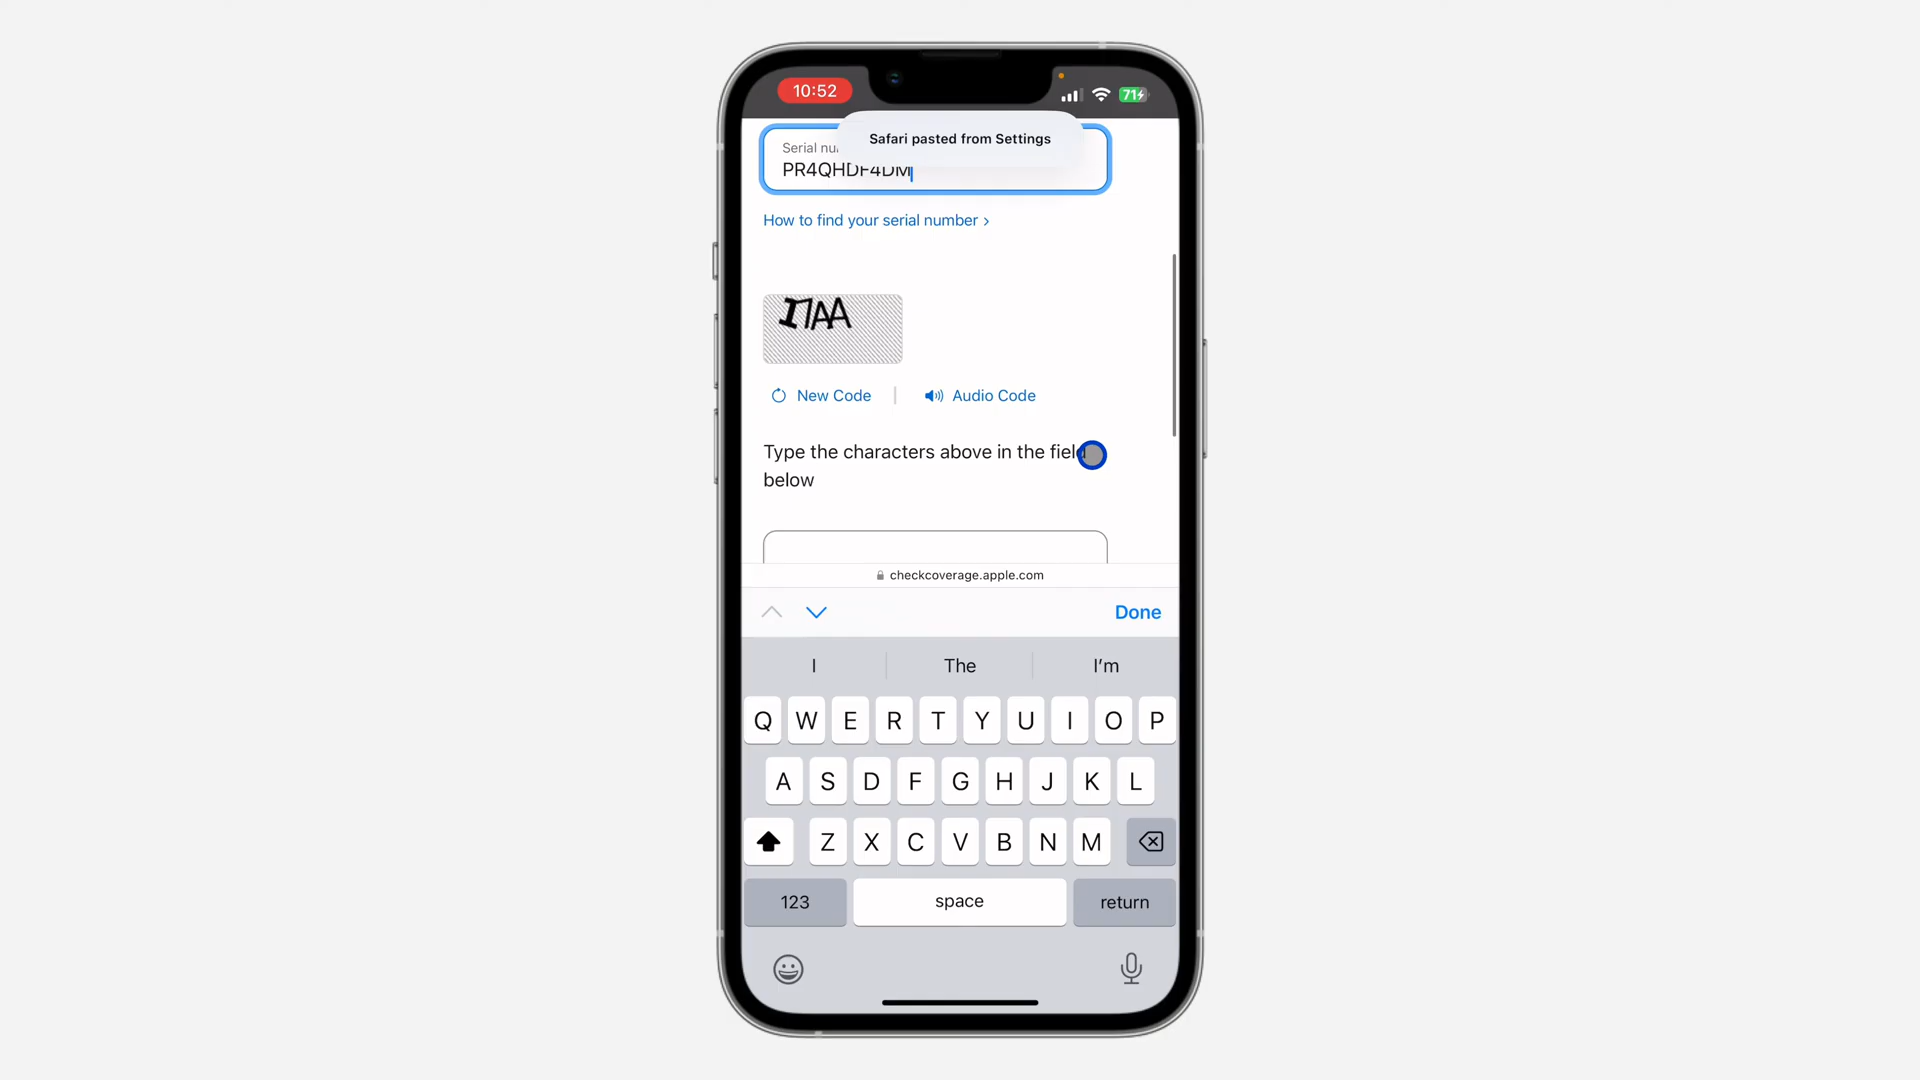 10:52
71
Safari pasted from Settings
Serial nu
PR4QHDF4DM
How to find your serial number ›
New Code
Audio Code
Type the characters above in the field
below
checkcoverage.apple.com
Done
I The I’m
Q W E R T Y U I O P
A S D F G H J K L
Z X C V B N M
123 space return